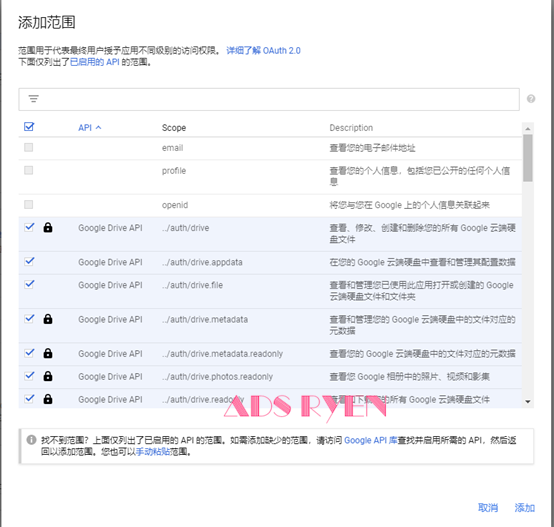 添加范围
范围用于代表最终用户授予应用不同级别的访问权限。 详细了解 OAuth 2.0
下面仅列出了已启用的 API 的范围。
API Scope Description
email 查看您的电子邮件地址
profile 查看您的个人信息，包括您已公开的任何个人信
息
openid 将您与您在 Google 上的个人信息关联起来
Google Drive API ../auth/drive 查看、修改、创建和删除您的所有 Google 云端硬
盘文件
Google Drive API ../auth/drive.appdata 在您的 Google 云端硬盘中查看和管理其配置数据
Google Drive API ../auth/drive.file 查看和管理您已使用此应用打开或创建的 Google
云端硬盘文件和文件夹
Google Drive API ../auth/drive.metadata 查看和管理您的 Google 云端硬盘中的文件对应的
元数据
Google Drive API ../auth/drive.metadata.readonly 查看您的 Google 云端硬盘中的文件对应的元数据
Google Drive API ../auth/drive.photos.readonly 查看您 Google 相册中的照片、视频和影集
Google Drive API ../auth/drive.readonly 查看和下载您的所有 Google 云端硬盘文件
ADS RYEN
找不到范围？上面仅列出了已启用的 API 的范围。如需添加缺少的范围，请访问 Google API 库查找并启用所需的 API，然后返
回以添加范围。您也可以手动粘贴范围。
取消 添加